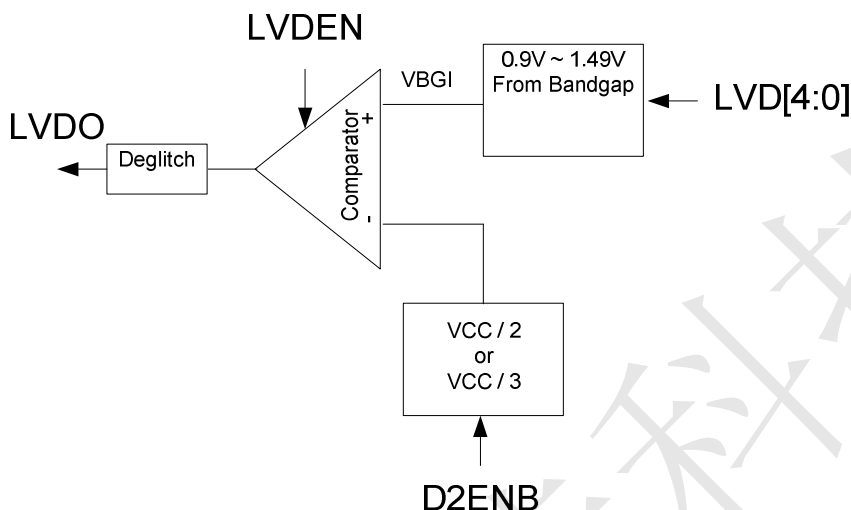 LVDEN
0.9V ~ 1.49V
From Bandgap
VBGI
LVD[4:0]
LVDO
Deglitch
Comparator
+
-
VCC / 2
or
VCC / 3
D2ENB
科